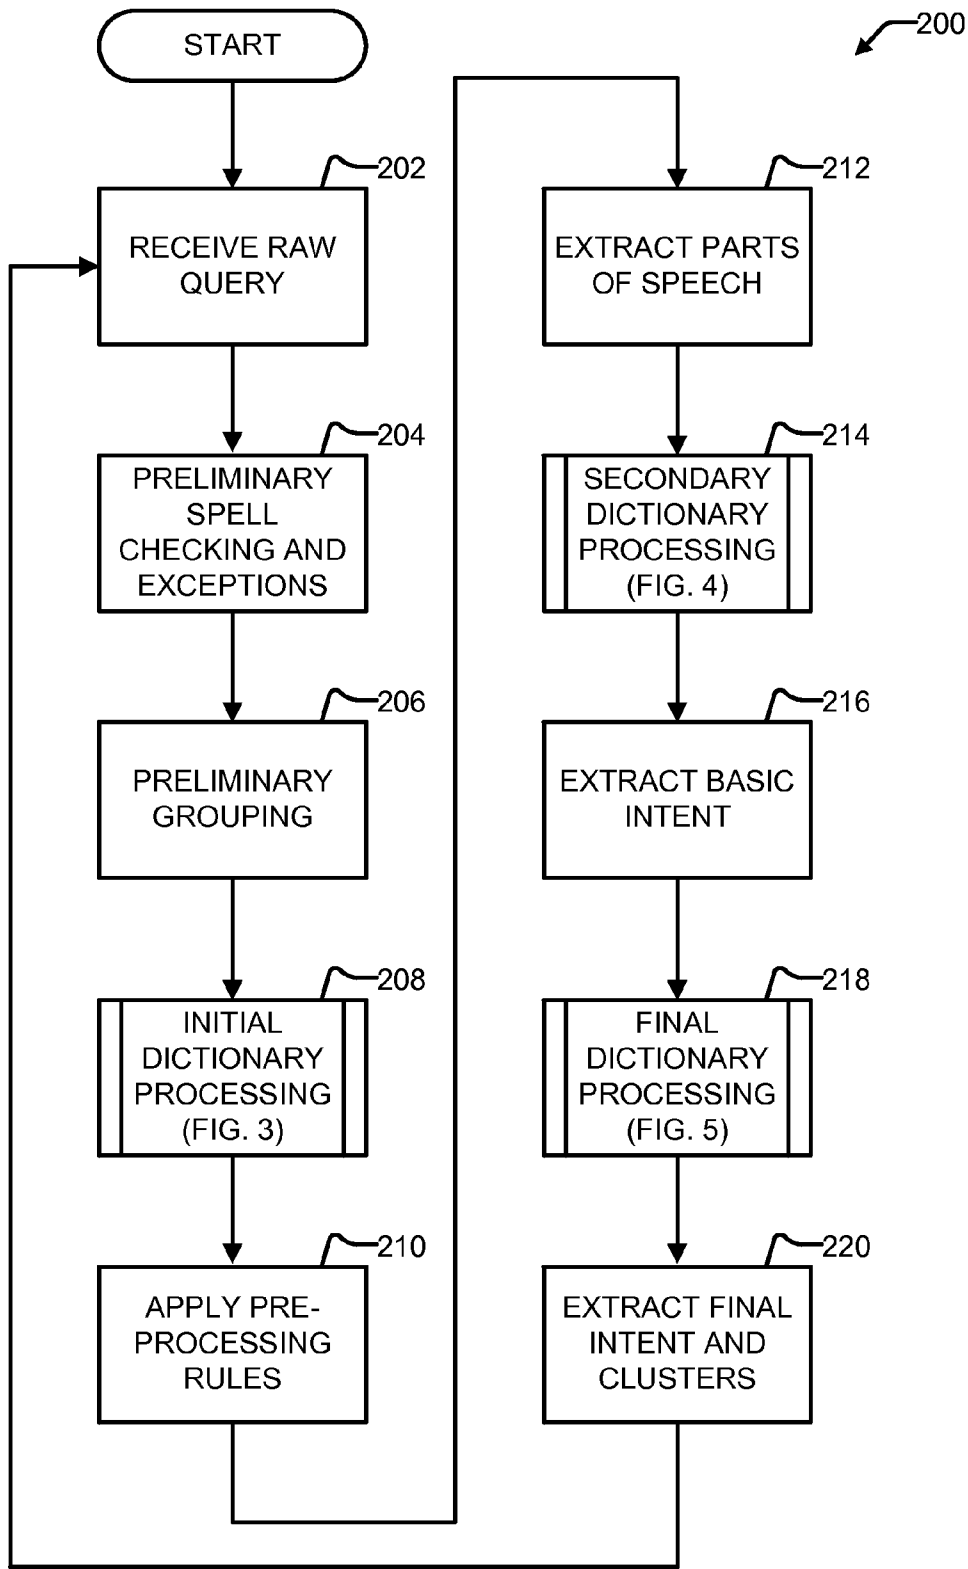 START
200
202
RECEIVE RAW
QUERY
204
PRELIMINARY
SPELL
CHECKING AND
EXCEPTIONS
206
PRELIMINARY
GROUPING
208
INITIAL
DICTIONARY
PROCESSING
(FIG. 3)
210
APPLY PRE-
PROCESSING
RULES
212
EXTRACT PARTS
OF SPEECH
214
SECONDARY
DICTIONARY
PROCESSING
(FIG. 4)
216
EXTRACT BASIC
INTENT
218
FINAL
DICTIONARY
PROCESSING
(FIG. 5)
220
EXTRACT FINAL
INTENT AND
CLUSTERS